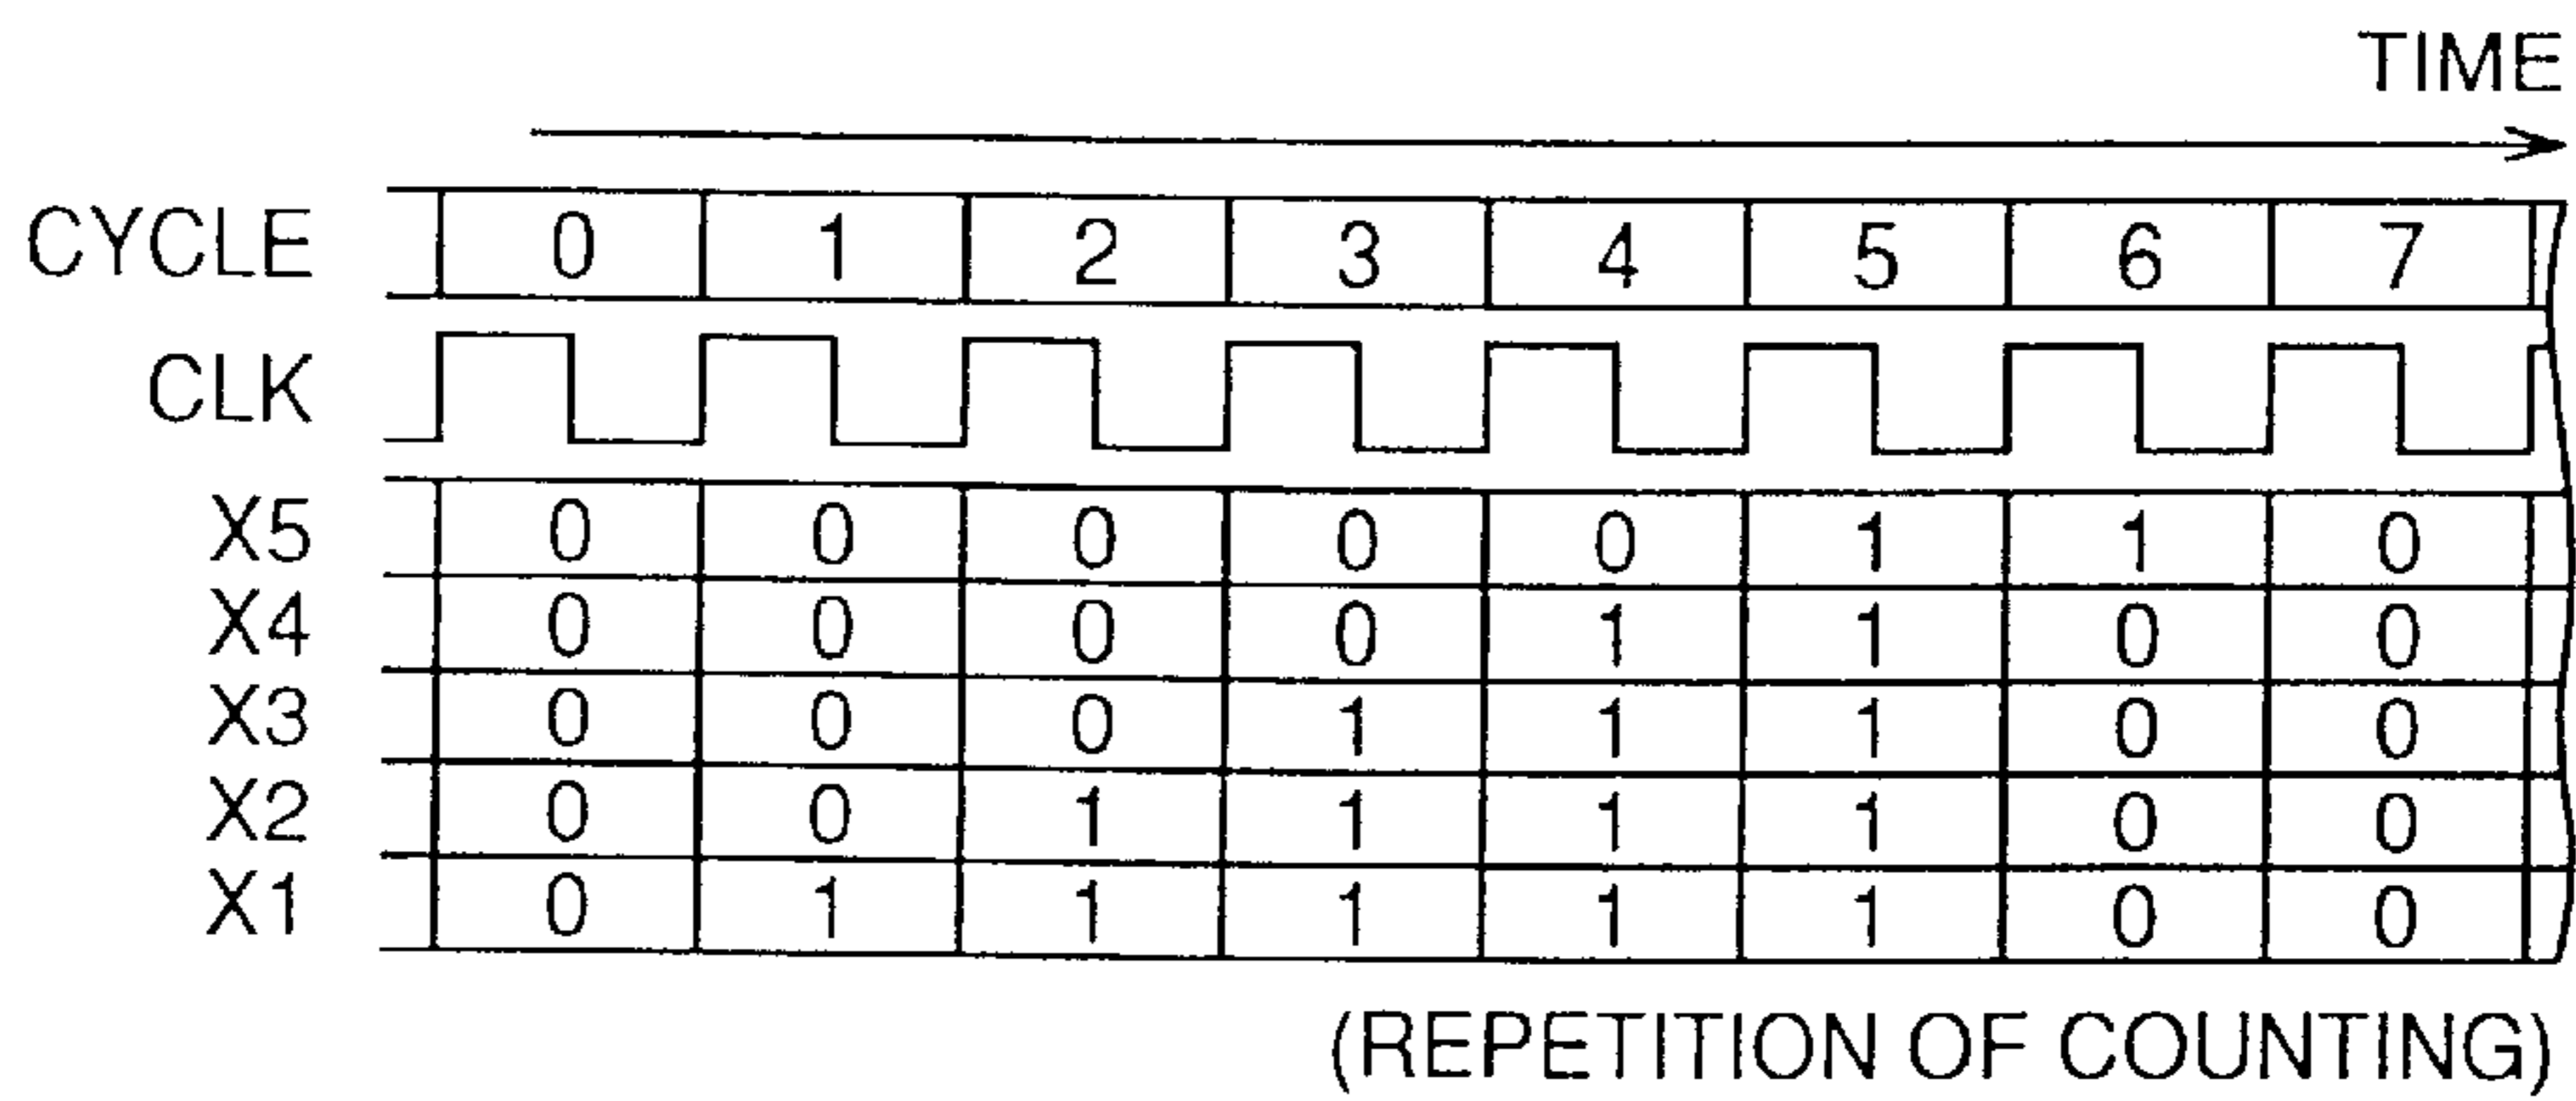 TIME
CYCLE 0 1 2 3 4 5 6 7
CLK
X5 0 0 0 0 0 1 1 0
X4 0 0 0 0 1 1 0 0
X3 0 0 0 1 1 1 0 0
X2 0 0 1 1 1 1 0 0
X1 0 1 1 1 1 1 0 0
(REPETITION OF COUNTING)